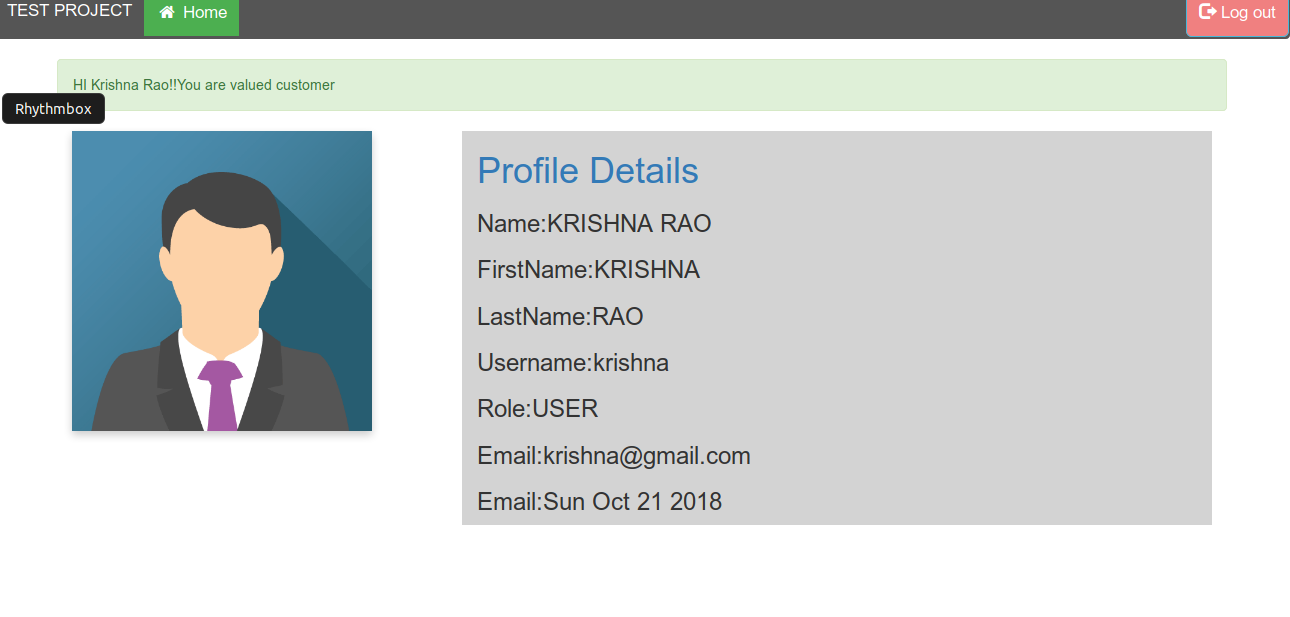 TEST PROJECT Home Log out
HI Krishna Rao!!You are valued customer
Rhythmbox
Profile Details
Name:KRISHNA RAO
FirstName:KRISHNA
LastName:RAO
Username:krishna
Role:USER
Email:krishna@gmail.com
Email:Sun Oct 21 2018